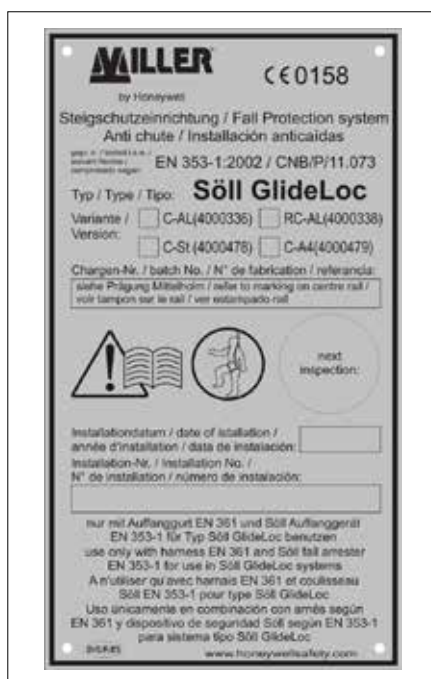 MILLER
by Honeywell
CE0158
Steigschutzeinrichtung / Fall Protection system
Anti chute / Installación anticaidas
EN 353-1:2002 / CNB/P/11.073
Typ / Type / Tipo: Söll GlideLoc
Variante / C-AL(4000336) RC-AL(4000338)
Version: C-St (4000478) C-A4(4000479)
Chargen-Nr. / batch No. / N° de fabrication / referancia:
siehe Prägung Mittelholm / refer to marking on centre rail /
voir tampon sur le rail / ver estampado rail
next
inspection:
Installationdatum / date of istallation /
année d'installation / data de instalación:
Installation-Nr. / Installation No. /
N° de installation / número de instalación:
nur mit Auffanggurt EN 361 und Söll Auffanggerät
EN 353-1 für Typ Söll GlideLoc benutzen
use only with harness EN 361 and Söll fall arrester
EN 353-1 for use in Söll GlideLoc systems
A n'utiliser qu'avec harnais EN 361 et coulisseau
Söll EN 353-1 pour type Söll GlideLoc
Uso únicamente en combinación con arnés según
EN 361 y dispositivo de seguridad Söll según EN 353-1
para sistema tipo Söll GlideLoc
www.honeywellsafety.com